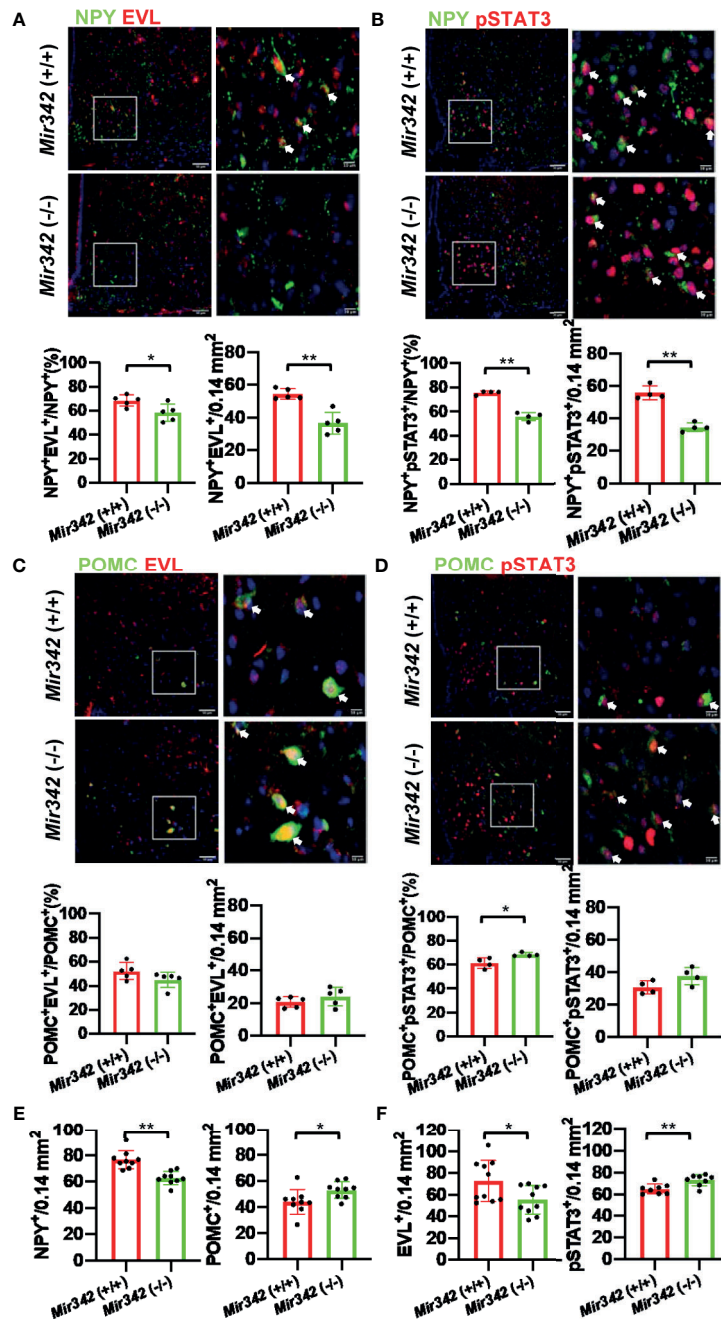 A
NPY EVL
Mir342 (+/+)
Mir342 (-/-)
NPY⁺EVL⁺/NPY⁺(%)
100
80
60
40
20
0
*
Mir342 (+/+)
Mir342 (-/-)
NPY⁺EVL⁺/0.14 mm²
80
60
40
20
0
**
Mir342 (+/+)
Mir342 (-/-)
B
NPY pSTAT3
Mir342 (+/+)
Mir342 (-/-)
NPY⁺pSTAT3⁺/NPY⁺(%)
100
80
60
40
20
0
**
Mir342 (+/+)
Mir342 (-/-)
NPY⁺pSTAT3⁺/0.14 mm²
80
60
40
20
0
**
Mir342 (+/+)
Mir342 (-/-)
C
POMC EVL
Mir342 (+/+)
Mir342 (-/-)
POMC⁺EVL⁺/POMC⁺(%)
100
80
60
40
20
0
Mir342 (+/+)
Mir342 (-/-)
POMC⁺EVL⁺/0.14 mm²
80
60
40
20
0
Mir342 (+/+)
Mir342 (-/-)
D
POMC pSTAT3
Mir342 (+/+)
Mir342 (-/-)
POMC⁺pSTAT3⁺/POMC⁺(%)
100
80
60
40
20
0
*
Mir342 (+/+)
Mir342 (-/-)
POMC⁺pSTAT3⁺/0.14 mm²
80
60
40
20
0
Mir342 (+/+)
Mir342 (-/-)
E
NPY⁺/0.14 mm²
100
80
60
40
20
0
**
Mir342 (+/+)
Mir342 (-/-)
POMC⁺/0.14 mm²
100
80
60
40
20
0
*
Mir342 (+/+)
Mir342 (-/-)
F
EVL⁺/0.14 mm²
120
100
80
60
40
20
0
*
Mir342 (+/+)
Mir342 (-/-)
pSTAT3⁺/0.14 mm²
120
100
80
60
40
20
0
**
Mir342 (+/+)
Mir342 (-/-)